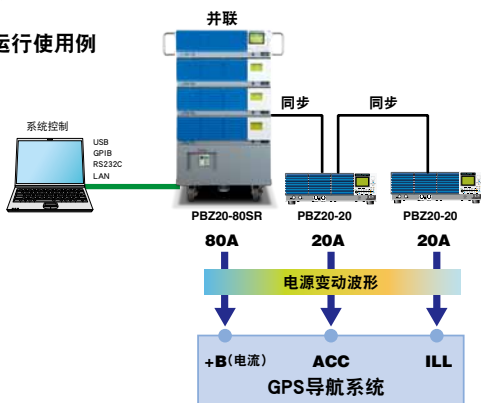 并联
运行使用例
同步
同步
系统控制
USB
GPIB
RS232C
LAN
PBZ20-80SR
PBZ20-20
PBZ20-20
80A
20A
20A
电源变动波形
+B(电流)
ACC
ILL
GPS导航系统